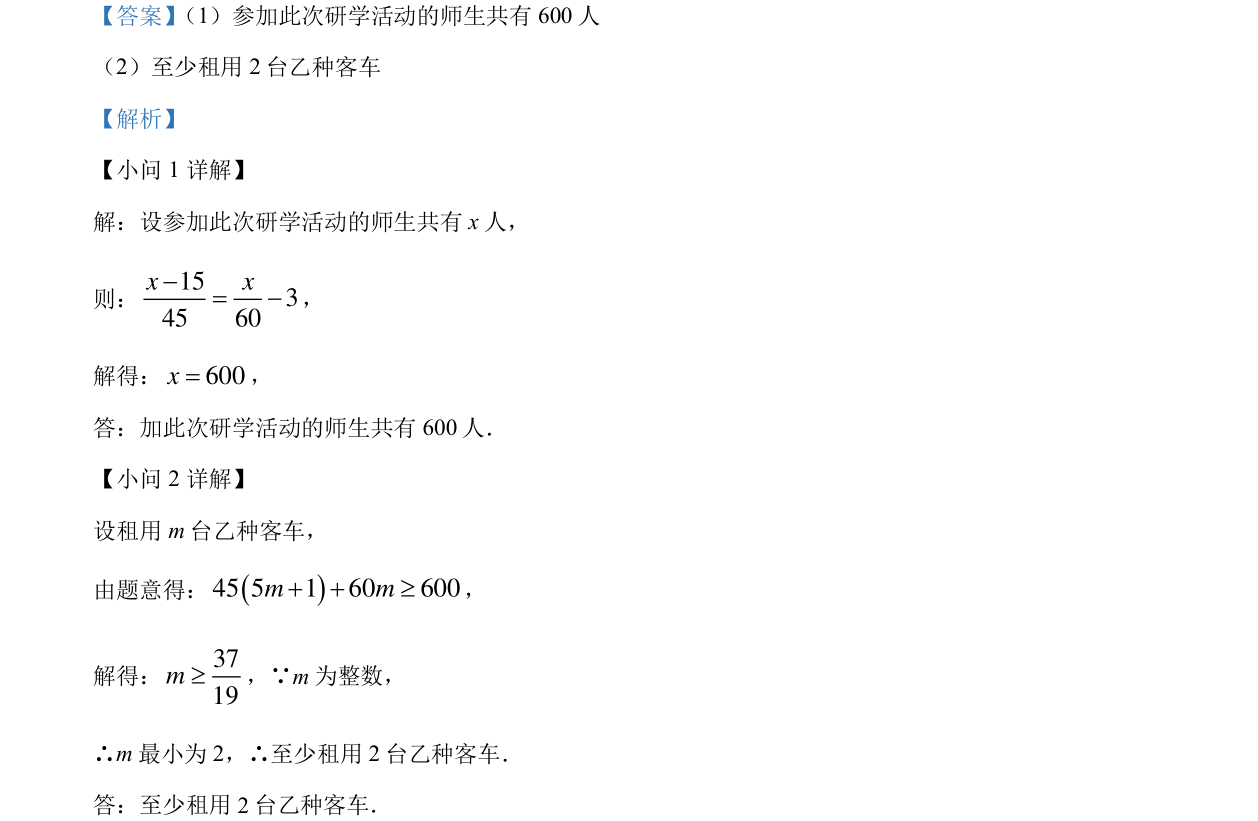 【答案】（1）参加此次研学活动的师生共有 600 人
（2）至少租用 2 台乙种客车
【解析】
【小问 1 详解】
解：设参加此次研学活动的师生共有 x 人，
则：(x－15)/45 = x/60 －3，
解得：x = 600，
答：加此次研学活动的师生共有 600 人．
【小问 2 详解】
设租用 m 台乙种客车，
由题意得：45(5m+1)+60m ≥ 600，
解得：m ≥ 37/19，∵m 为整数，
∴m 最小为 2，∴至少租用 2 台乙种客车．
答：至少租用 2 台乙种客车．